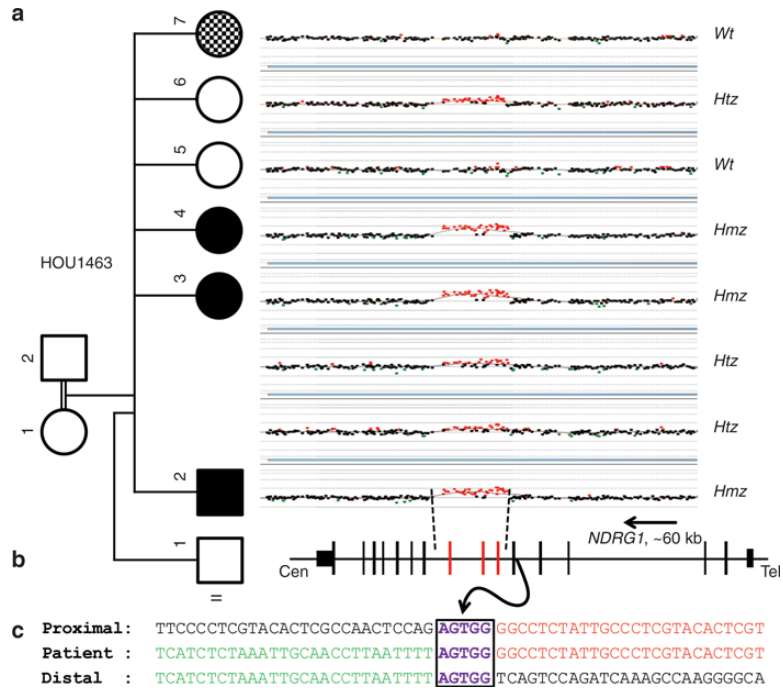 a
7
Wt
6
Htz
5
Wt
4
Hmz
HOU1463
3
Hmz
2
Htz
1
Htz
2
Hmz
1
II
b
NDRG1, ~60 kb
Cen
Tel
c
Proximal: TTCCCCTCGTACACTCGCCAACTCCAG AGTGG GGCCTCTATTGCCCTCGTACACTCGT
Patient : TCATCTCTAAATTGCAACCTTAATTTT AGTGG GGCCTCTATTGCCCTCGTACACTCGT
Distal : TCATCTCTAAATTGCAACCTTAATTTT AGTGG TCAGTCCAGATCAAAGCCAAGGGGCA